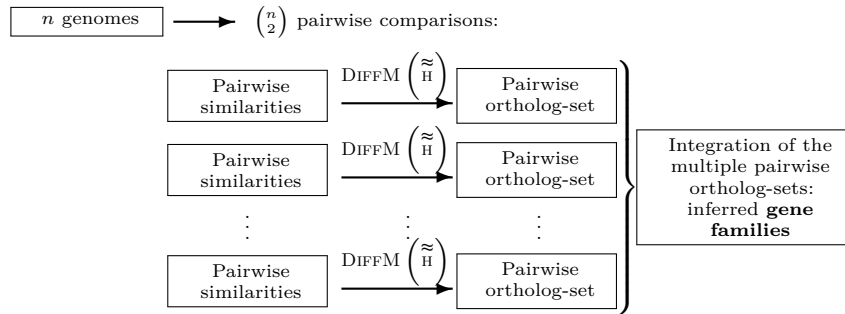 n genomes ⟶ (n 2) pairwise comparisons:
Pairwise similarities DIFFM (≈ H) Pairwise ortholog-set
Pairwise similarities DIFFM (≈ H) Pairwise ortholog-set
⋮ ⋮ ⋮
Pairwise similarities DIFFM (≈ H) Pairwise ortholog-set
Integration of the
multiple pairwise
ortholog-sets:
inferred gene
families